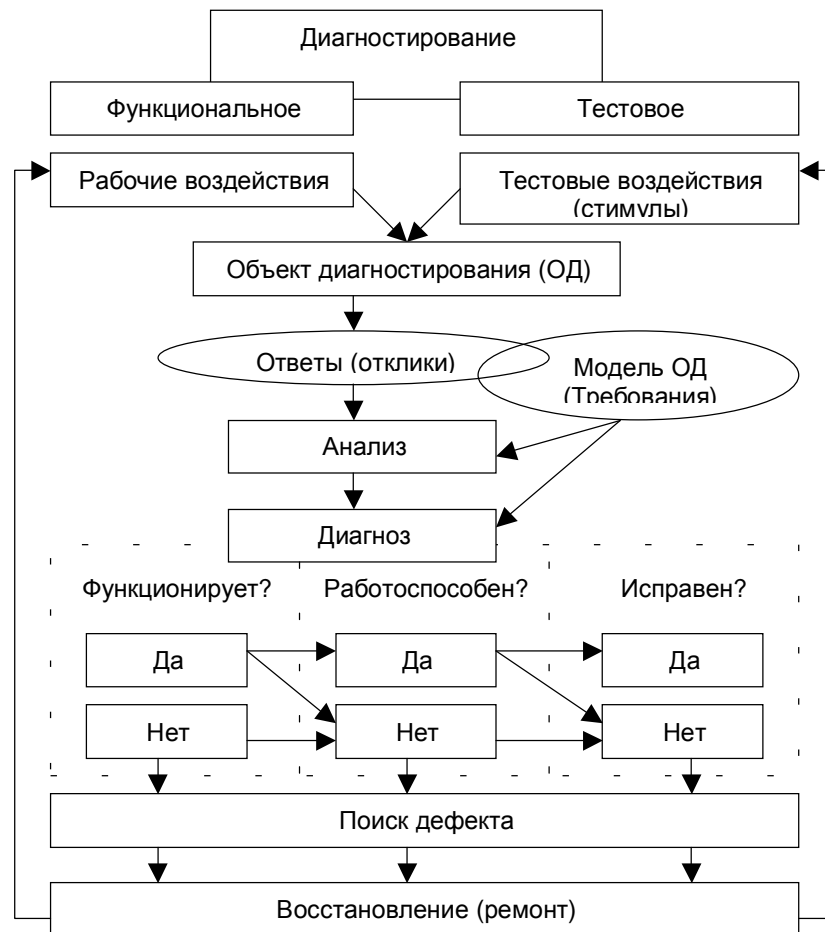 Диагностирование
Функциональное
Тестовое
Рабочие воздействия
Тестовые воздействия
(стимулы)
Объект диагностирования (ОД)
Ответы (отклики)
Модель ОД
(Требования)
Анализ
Диагноз
Функционирует?
Работоспособен?
Исправен?
Да
Да
Да
Нет
Нет
Нет
Поиск дефекта
Восстановление (ремонт)